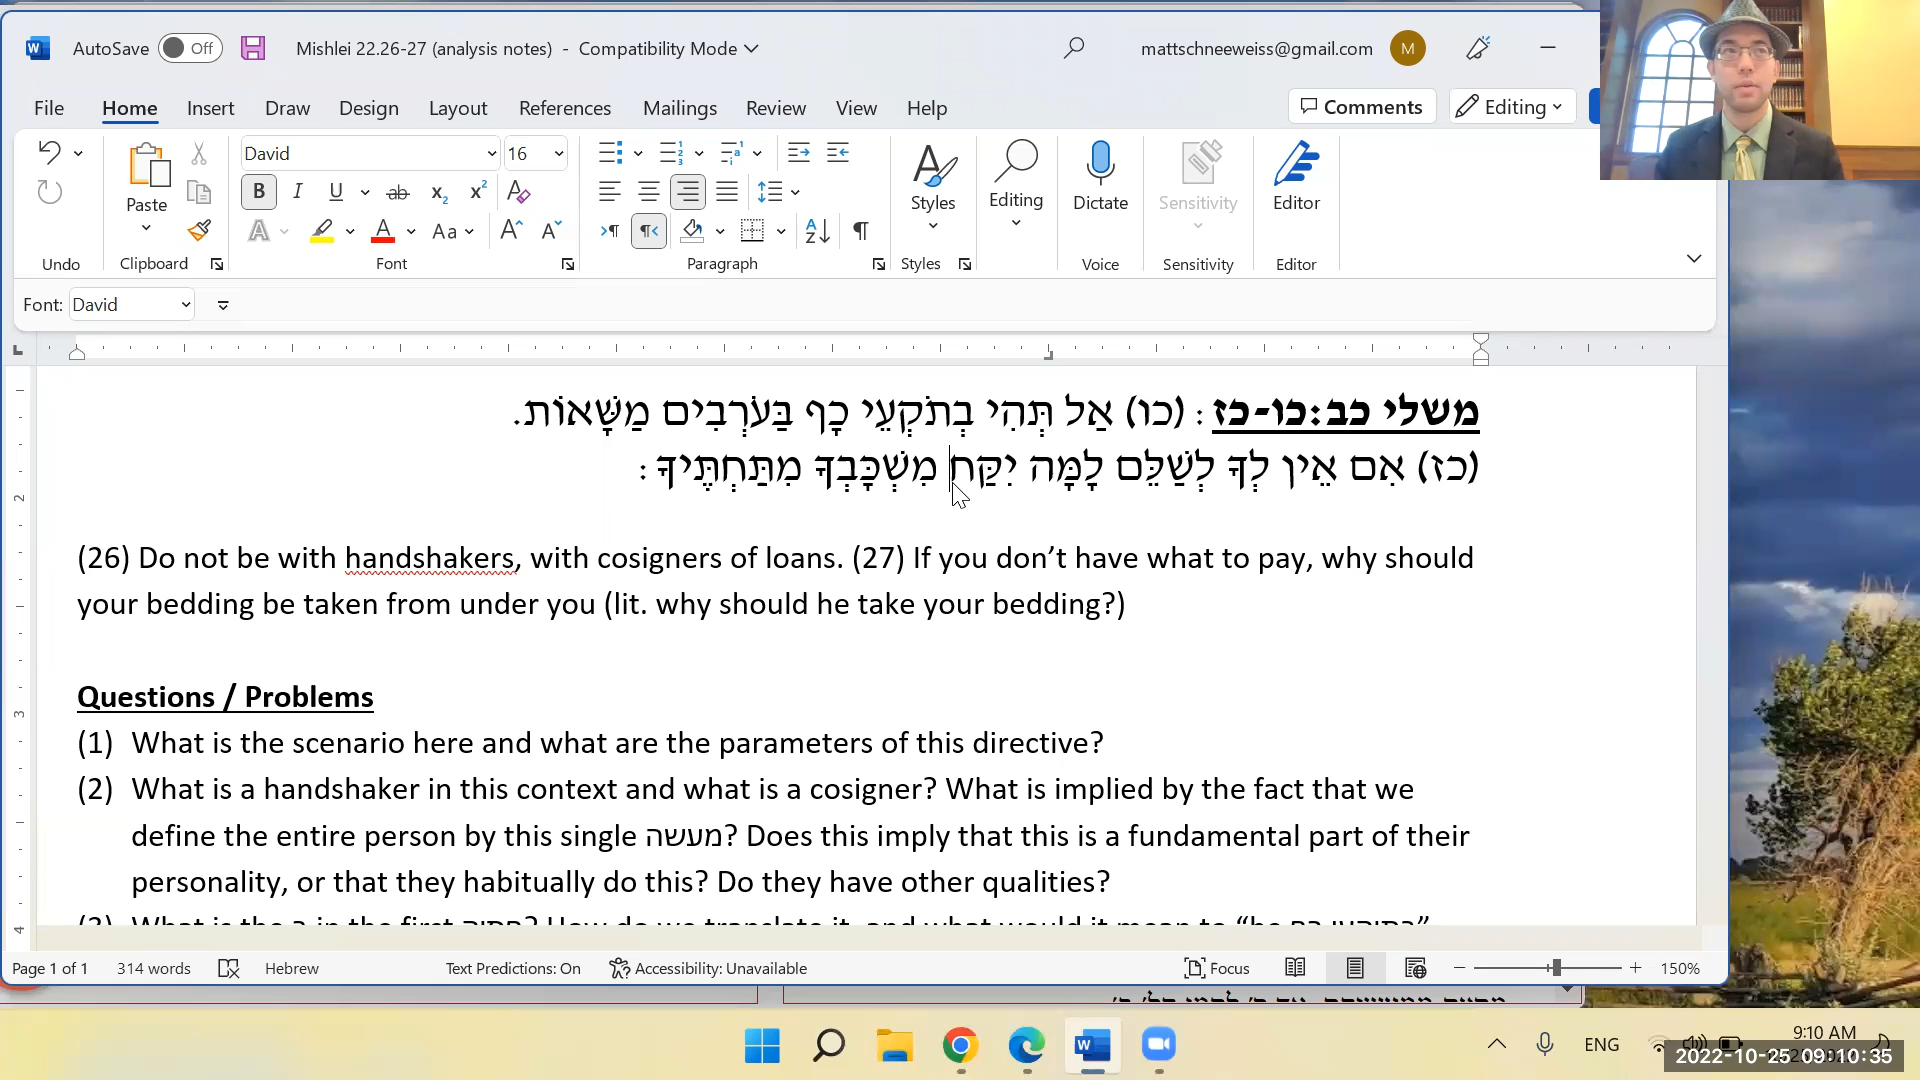 AutoSave Off Mishlei 22.26-27 (analysis notes) - Compatibility Mode mattschneeweiss@gmail.com M
File Home Insert Draw Design Layout References Mailings Review View Help Comments Editing
David 16
Paste Styles Editing Dictate Sensitivity Editor
Undo Clipboard Font Paragraph Styles Voice Sensitivity Editor
Font: David
משלי כב:כו-כז: (כו) אַל תְּהִי בְתֹקְעֵי כָף בַּעֹרְבִים מַשָּׁאוֹת.
(כז) אִם אֵין לְךָ לְשַׁלֵּם לָמָּה יִקַּח מִשְׁכָּבְךָ מִתַּחְתֶּיךָ:
(26) Do not be with handshakers, with cosigners of loans. (27) If you don’t have what to pay, why should
your bedding be taken from under you (lit. why should he take your bedding?)
Questions / Problems
(1) What is the scenario here and what are the parameters of this directive?
(2) What is a handshaker in this context and what is a cosigner? What is implied by the fact that we
define the entire person by this single מעשה? Does this imply that this is a fundamental part of their
personality, or that they habitually do this? Do they have other qualities?
Page 1 of 1 314 words Hebrew Text Predictions: On Accessibility: Unavailable Focus 150%
ENG 9:10 AM
2022-10-25 09:10:35